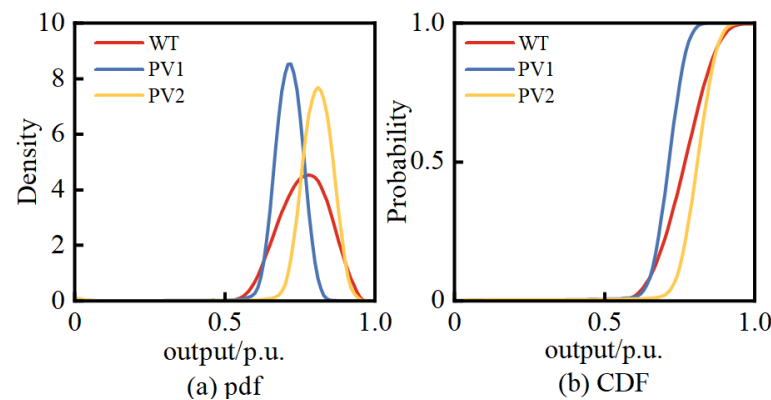 10
8
6
4
2
0
Density
WT
PV1
PV2
0
0.5
1.0
output/p.u.
(a) pdf
1.0
0.5
0
Probability
WT
PV1
PV2
0
0.5
1.0
output/p.u.
(b) CDF